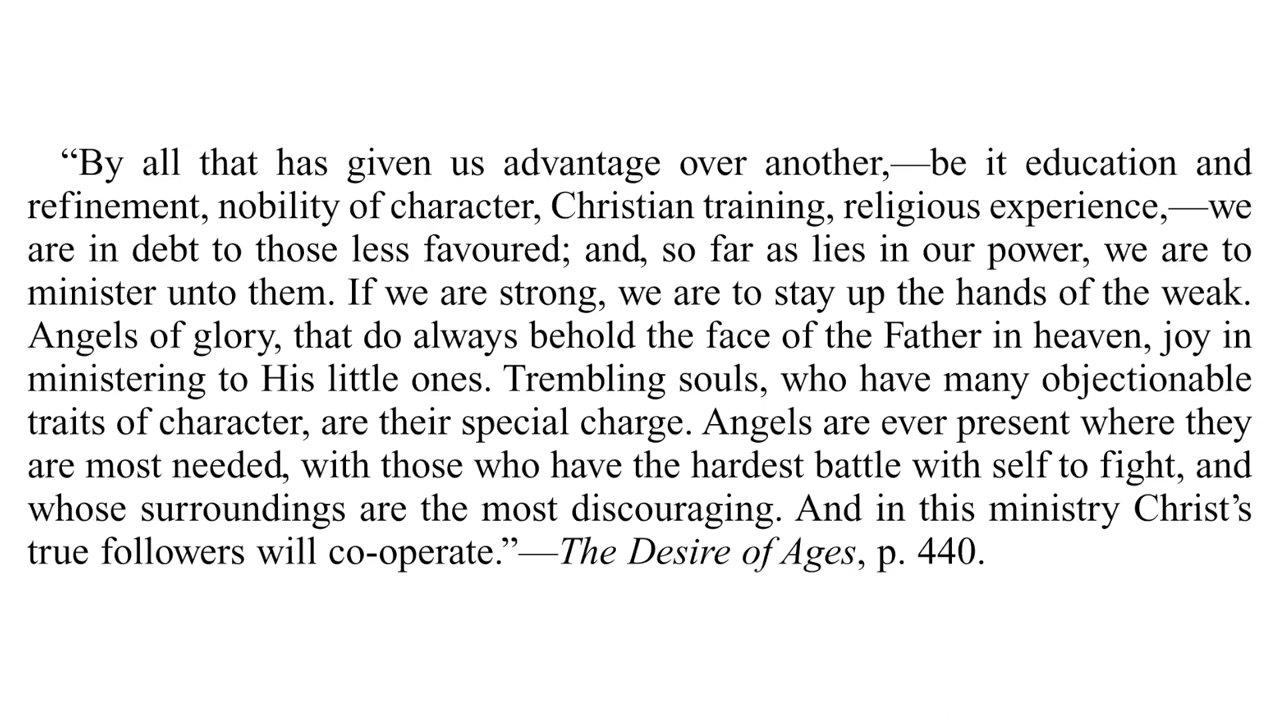 “By all that has given us advantage over another,—be it education and
refinement, nobility of character, Christian training, religious experience,—we
are in debt to those less favoured; and, so far as lies in our power, we are to
minister unto them. If we are strong, we are to stay up the hands of the weak.
Angels of glory, that do always behold the face of the Father in heaven, joy in
ministering to His little ones. Trembling souls, who have many objectionable
traits of character, are their special charge. Angels are ever present where they
are most needed, with those who have the hardest battle with self to fight, and
whose surroundings are the most discouraging. And in this ministry Christ’s
true followers will co-operate.”—The Desire of Ages, p. 440.